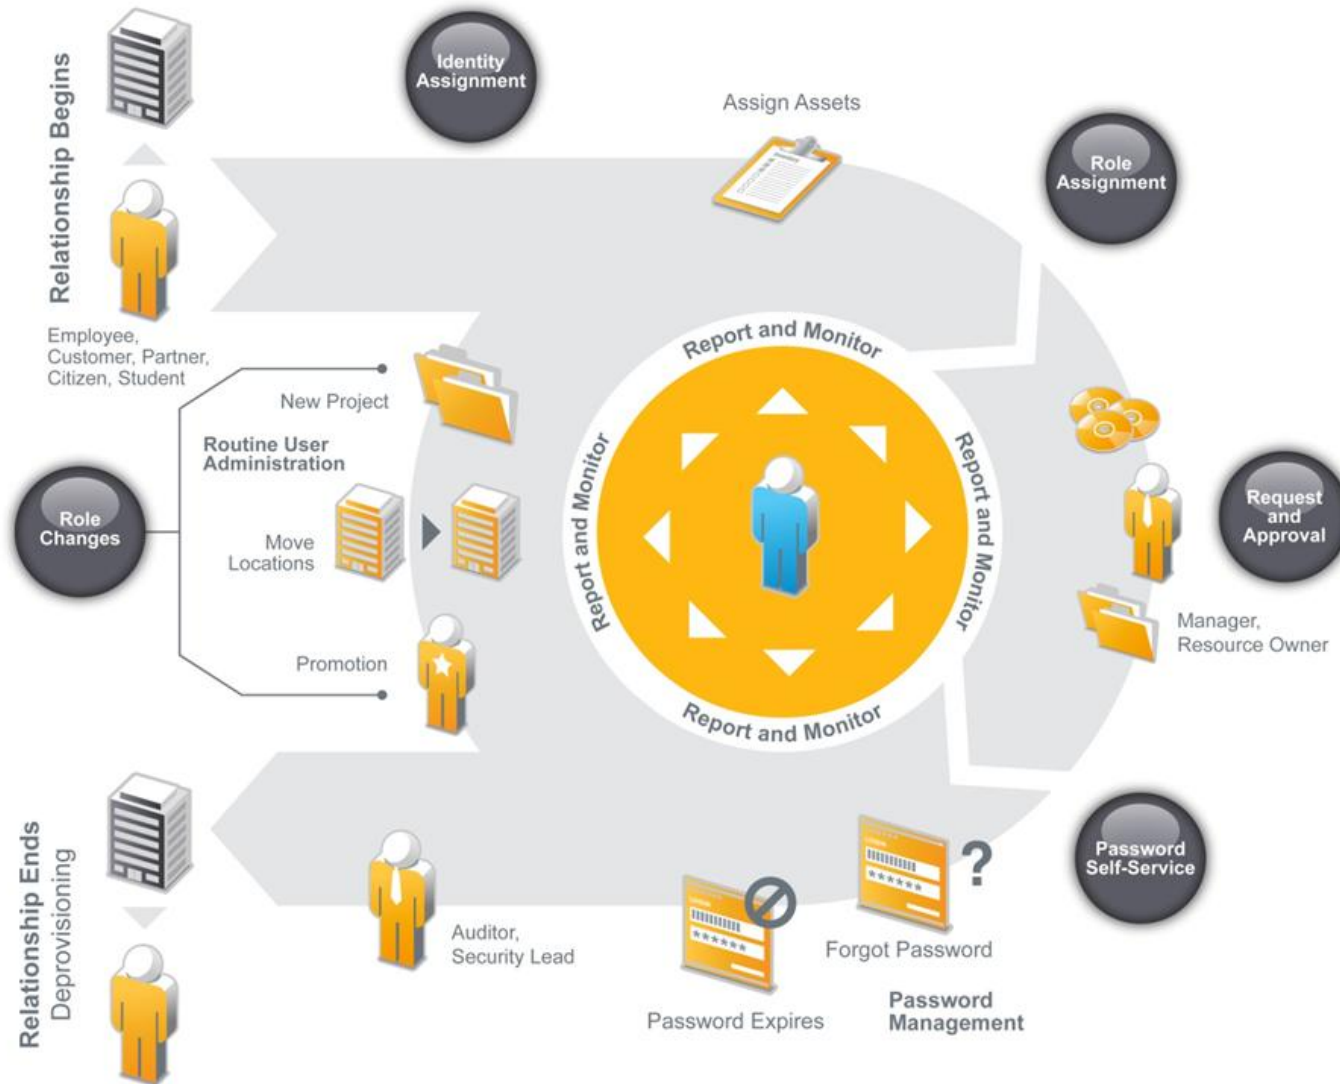 Relationship Begins
Identity
Assignment
Assign Assets
Role
Assignment
Employee,
Customer, Partner,
Citizen, Student
New Project
Routine User
Administration
Role
Changes
Move
Locations
Promotion
Report and Monitor
Report and Monitor
Report and Monitor
Report and Monitor
Request
and
Approval
Manager,
Resource Owner
Relationship Ends
Deprovisioning
Auditor,
Security Lead
Password Expires
Forgot Password
Password
Management
Password
Self-Service